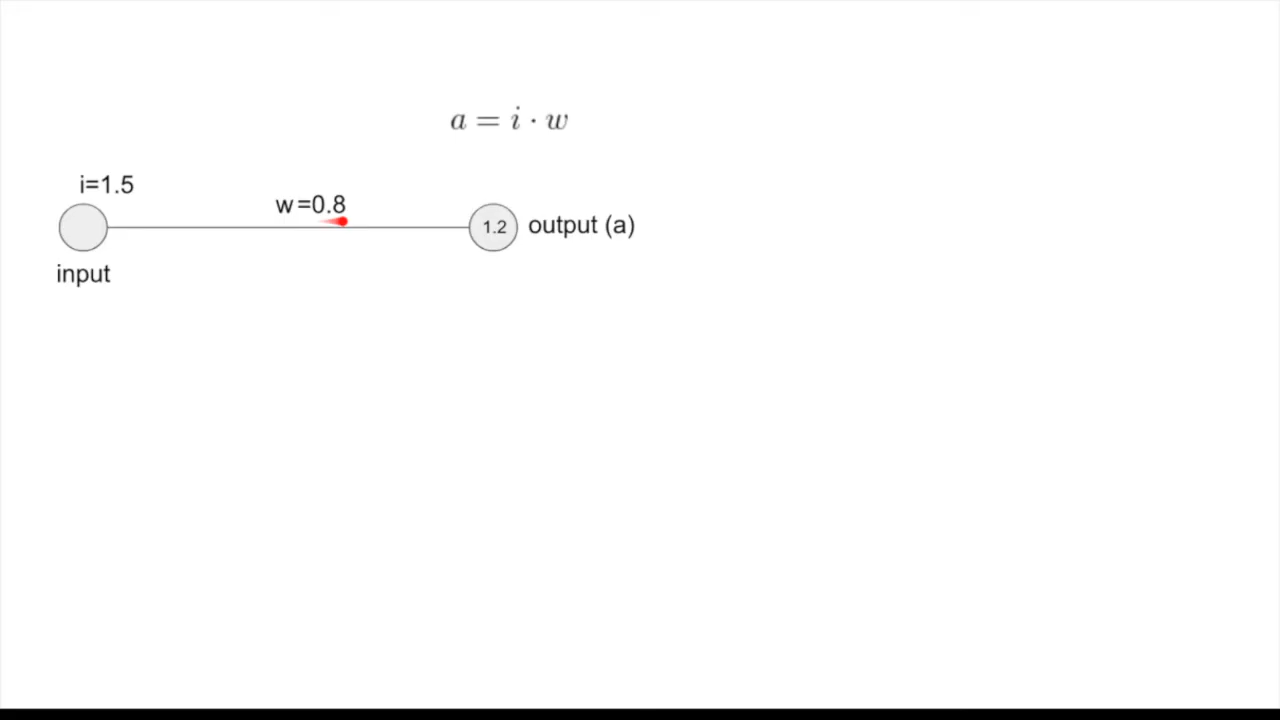 a = i · w
i=1.5
w=0.8
1.2 output (a)
input